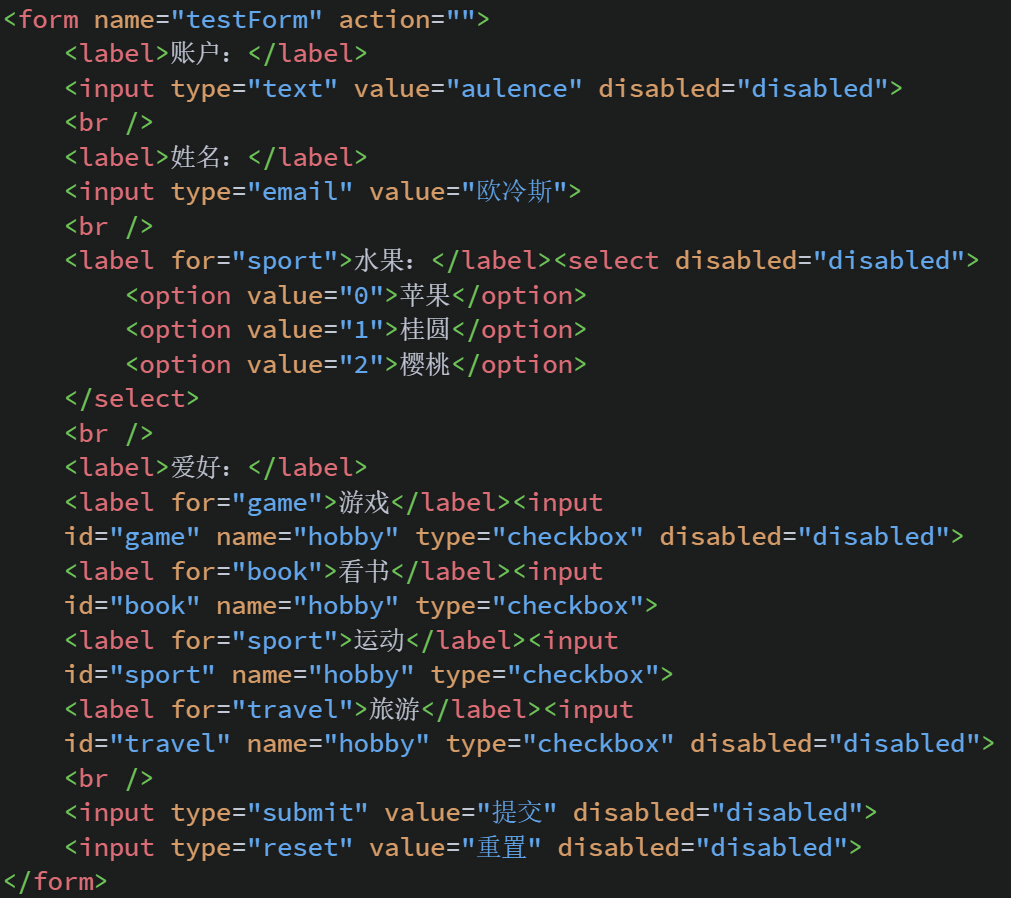 <form name="testForm" action="">
    <label>账户：</label>
    <input type="text" value="aulence" disabled="disabled">
    <br />
    <label>姓名：</label>
    <input type="email" value="欧冷斯">
    <br />
    <label for="sport">水果：</label><select disabled="disabled">
        <option value="0">苹果</option>
        <option value="1">桂圆</option>
        <option value="2">樱桃</option>
    </select>
    <br />
    <label>爱好：</label>
    <label for="game">游戏</label><input
    id="game" name="hobby" type="checkbox" disabled="disabled">
    <label for="book">看书</label><input
    id="book" name="hobby" type="checkbox">
    <label for="sport">运动</label><input
    id="sport" name="hobby" type="checkbox">
    <label for="travel">旅游</label><input
    id="travel" name="hobby" type="checkbox" disabled="disabled">
    <br />
    <input type="submit" value="提交" disabled="disabled">
    <input type="reset" value="重置" disabled="disabled">
</form>